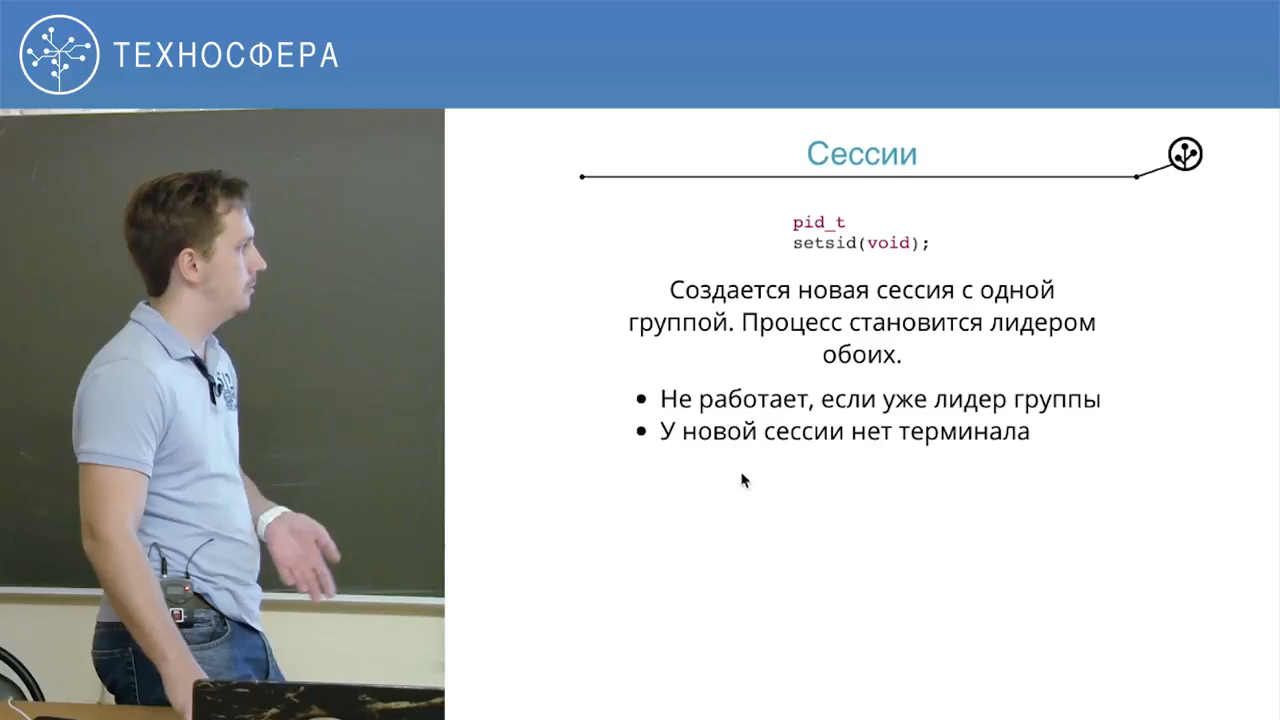 ТЕХНОСФЕРА
Сессии
pid_t
setsid(void);
Создается новая сессия с одной
группой. Процесс становится лидером
обоих.
• Не работает, если уже лидер группы
• У новой сессии нет терминала